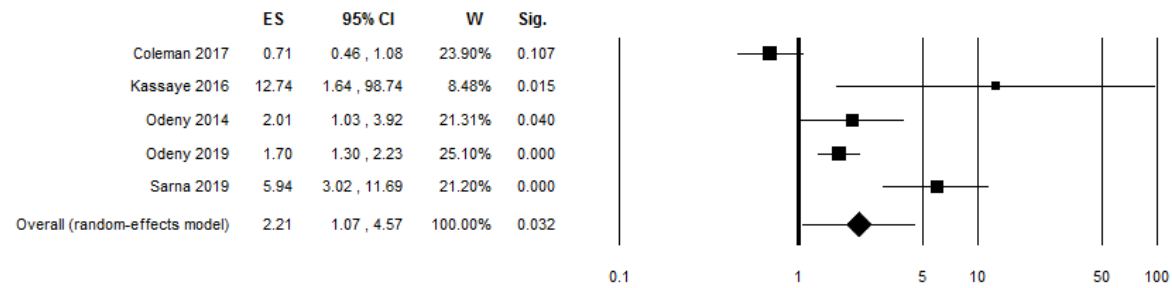 ES 95% CI W Sig.
Coleman 2017 0.71 0.46 , 1.08 23.90% 0.107
Kassaye 2016 12.74 1.64 , 98.74 8.48% 0.015
Odeny 2014 2.01 1.03 , 3.92 21.31% 0.040
Odeny 2019 1.70 1.30 , 2.23 25.10% 0.000
Sarna 2019 5.94 3.02 , 11.69 21.20% 0.000
Overall (random-effects model) 2.21 1.07 , 4.57 100.00% 0.032
0.1 1 5 10 50 100